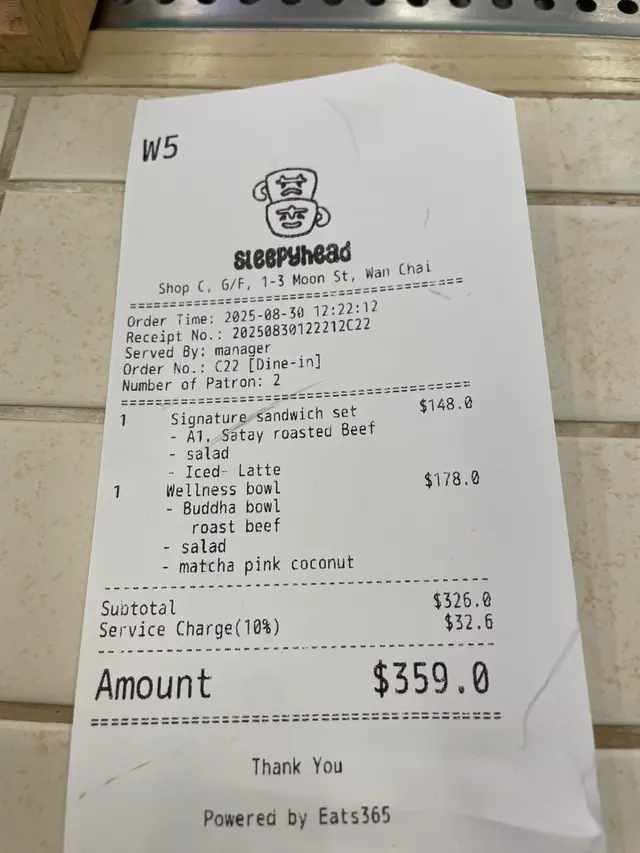 W5
sleepyhead
Shop C, G/F, 1-3 Moon St, Wan Chai
Order Time: 2025-08-30 12:22:12
Receipt No.: 20250830122212C22
Served By: manager
Order No.: C22 [Dine-in]
Number of Patron: 2
1 Signature sandwich set $148.0
- A1. Satay roasted Beef
- salad
- Iced- Latte
1 Wellness bowl $178.0
- Buddha bowl
roast beef
- salad
- matcha pink coconut
Subtotal $326.0
Service Charge(10%) $32.6
Amount $359.0
Thank You
Powered by Eats365